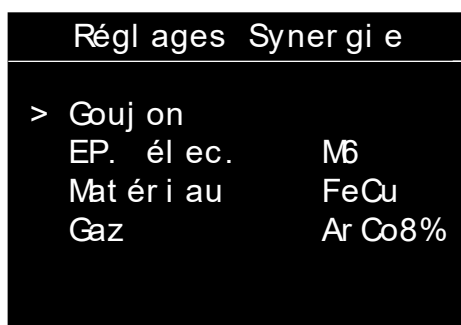 Réglages Synergie
> Goujon
EP. élec. M6
Matériau FeCu
Gaz ArCo8%